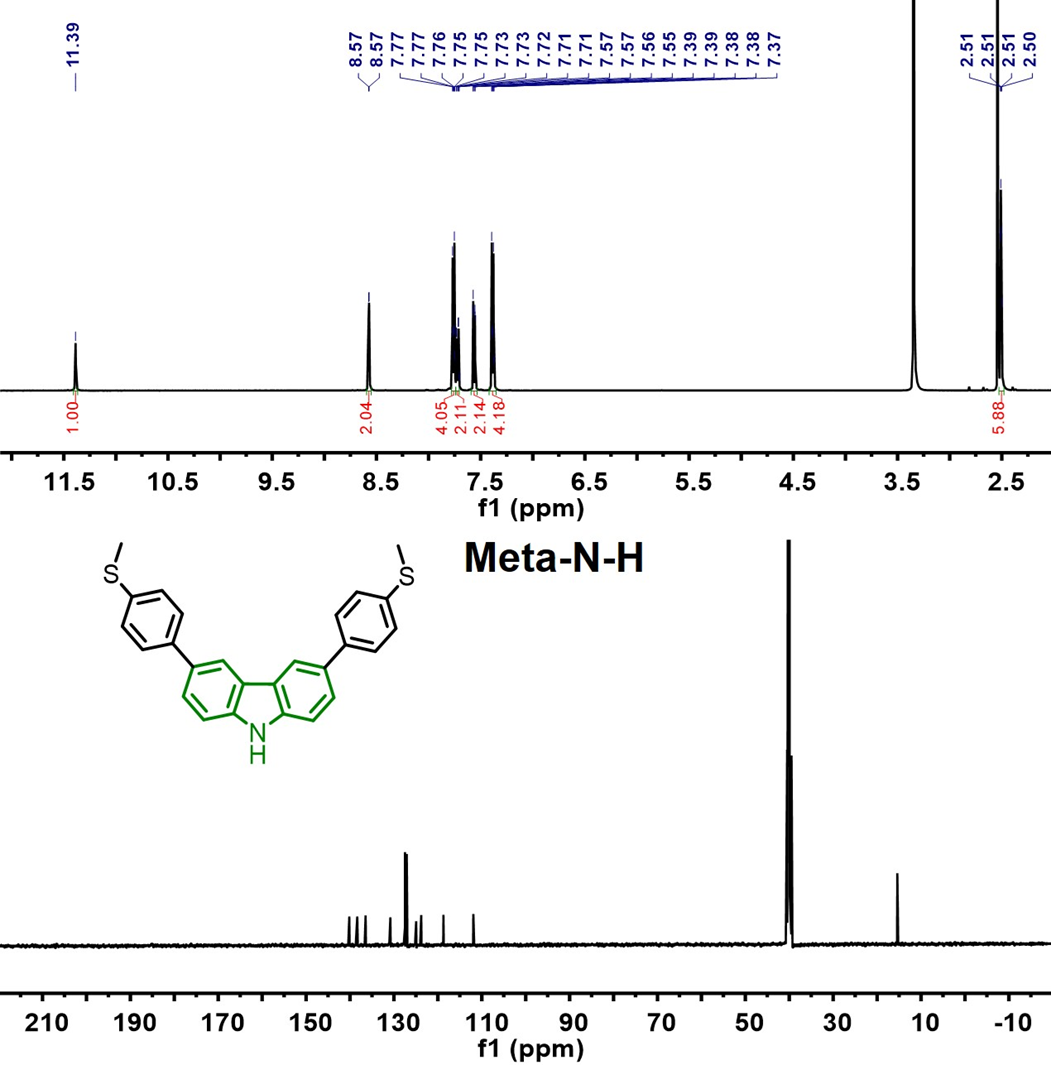 11.39 8.57 8.57 7.77 7.77 7.76 7.75 7.75 7.73 7.73 7.72 7.71 7.71 7.57 7.57 7.56 7.55 7.39 7.39 7.38 7.38 7.37 2.51 2.51 2.51 2.50
1.00 2.04 4.05 2.11 2.14 4.18 5.88
11.5 10.5 9.5 8.5 7.5 6.5 5.5 4.5 3.5 2.5
f1 (ppm)
Meta-N-H
S S
N
H
210 190 170 150 130 110 90 70 50 30 10 -10
f1 (ppm)